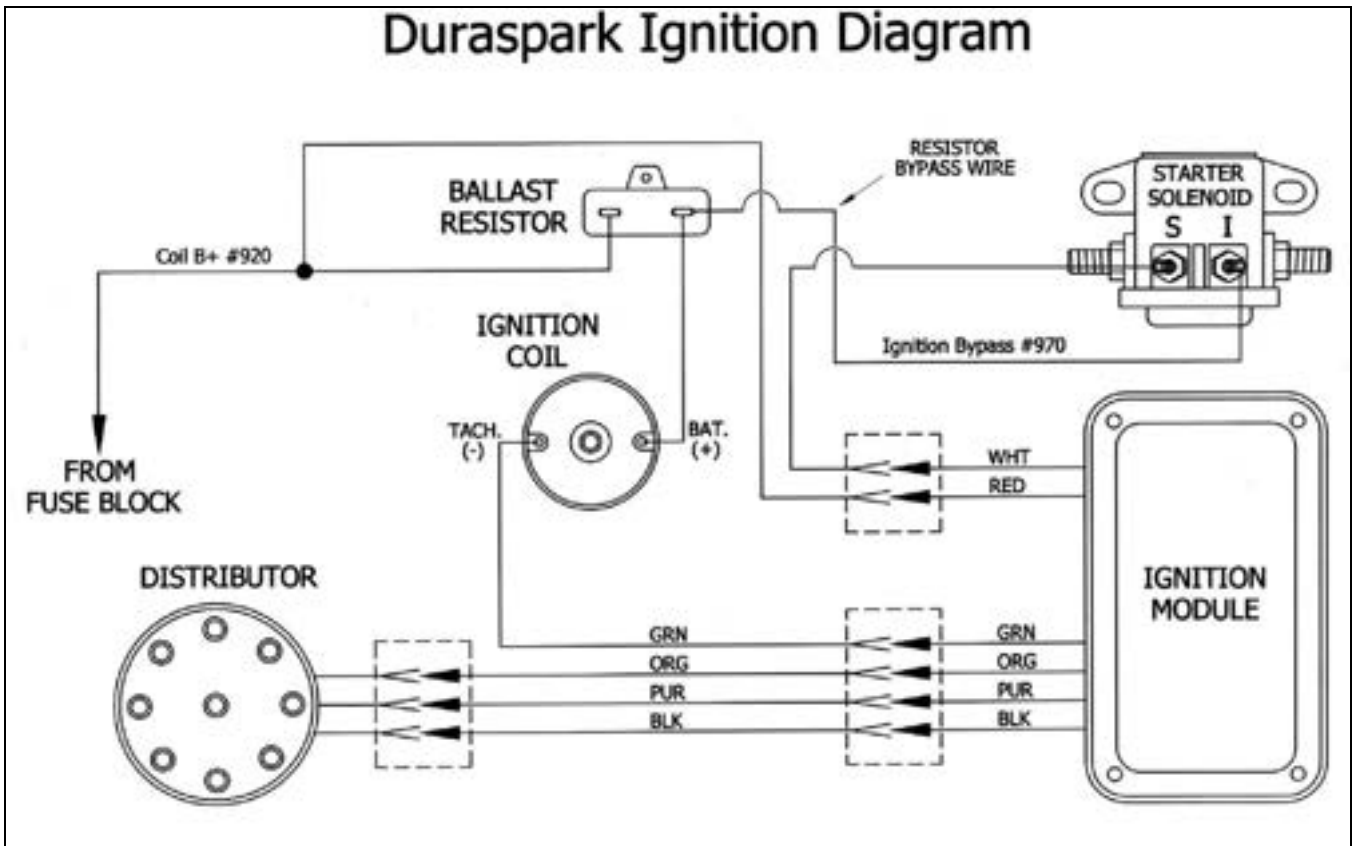 Duraspark Ignition Diagram
RESISTOR
BYPASS WIRE
STARTER
SOLENOID
S I
BALLAST
RESISTOR
Coil B+ #920
IGNITION
COIL
Ignition Bypass #970
TACH.
(-)
BAT.
(+)
FROM
FUSE BLOCK
WHT
RED
DISTRIBUTOR
IGNITION
MODULE
GRN
ORG
PUR
BLK
GRN
ORG
PUR
BLK